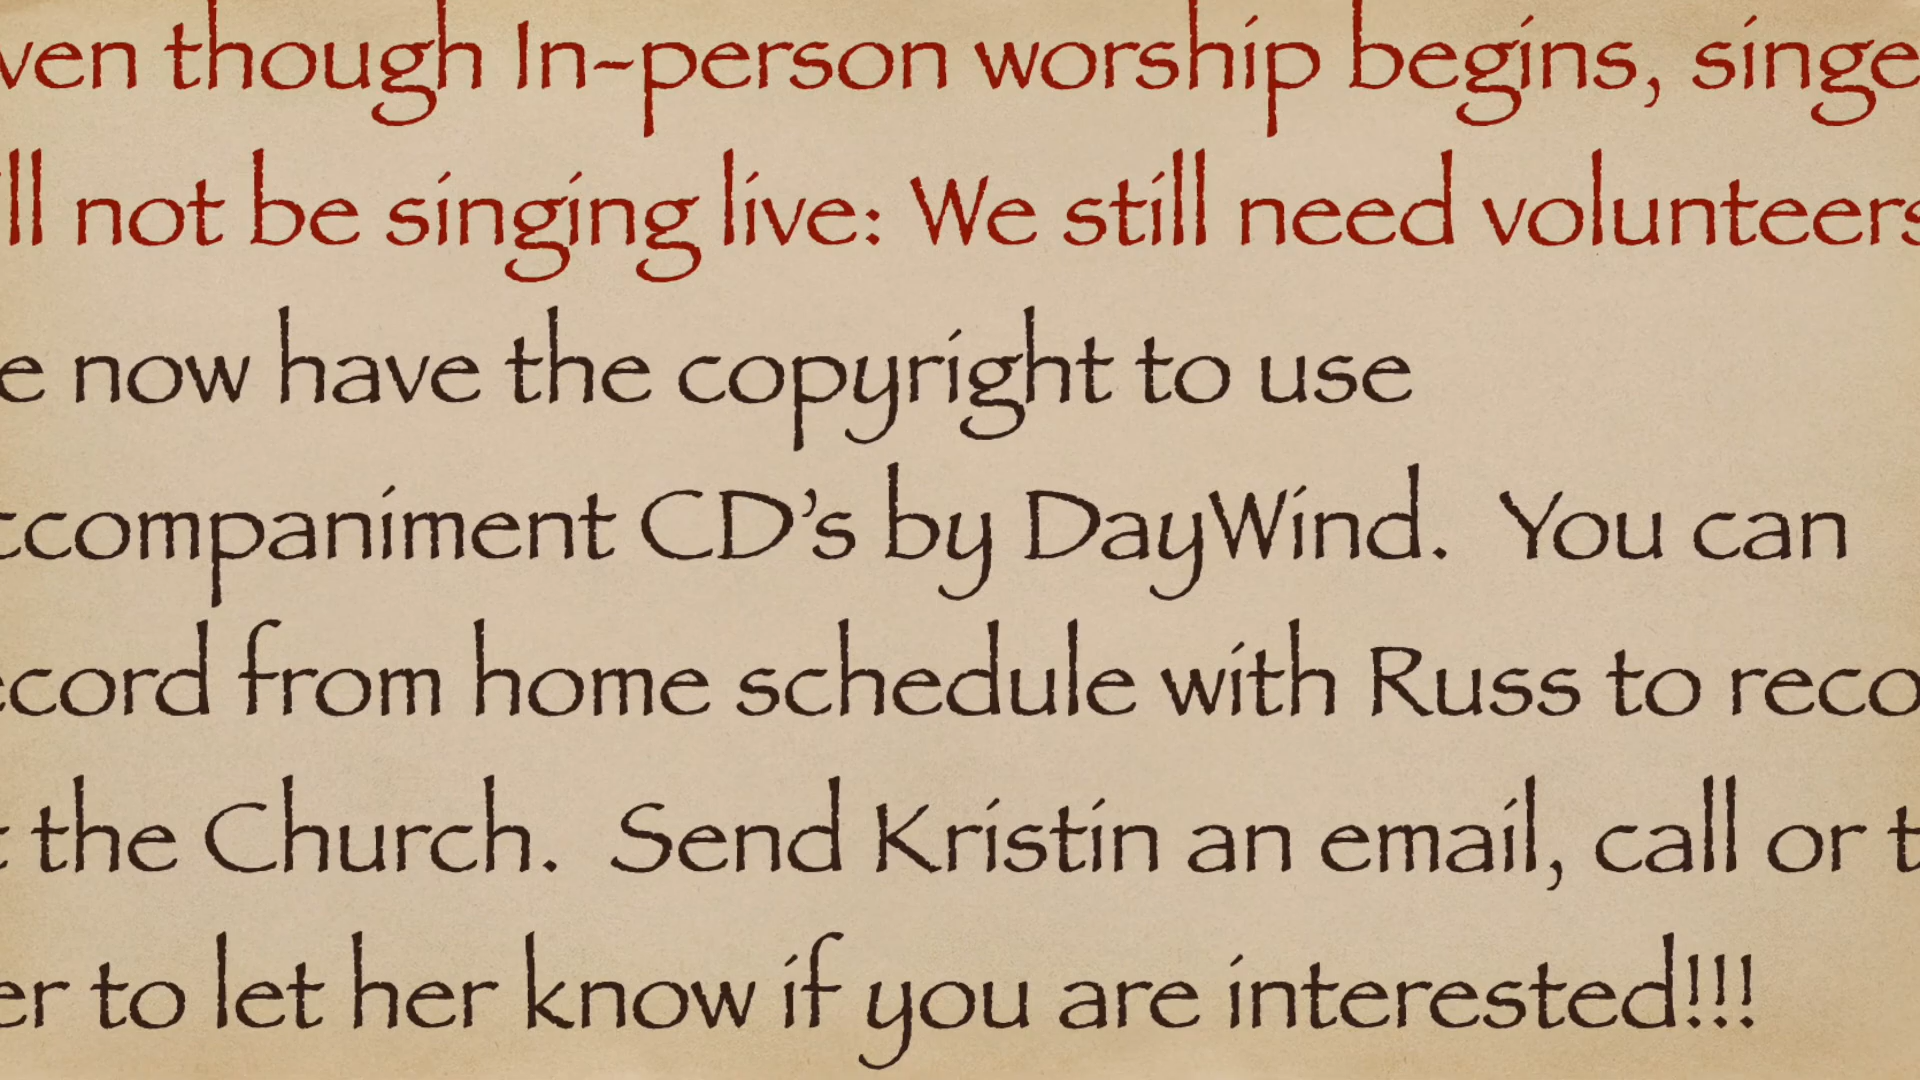 ven though In-person worship begins, singe
ll not be singing live: We still need volunteers
e now have the copyright to use
ccompaniment CD's by DayWind. You can
ecord from home schedule with Russ to reco
t the Church. Send Kristin an email, call or t
er to let her know if you are interested!!!